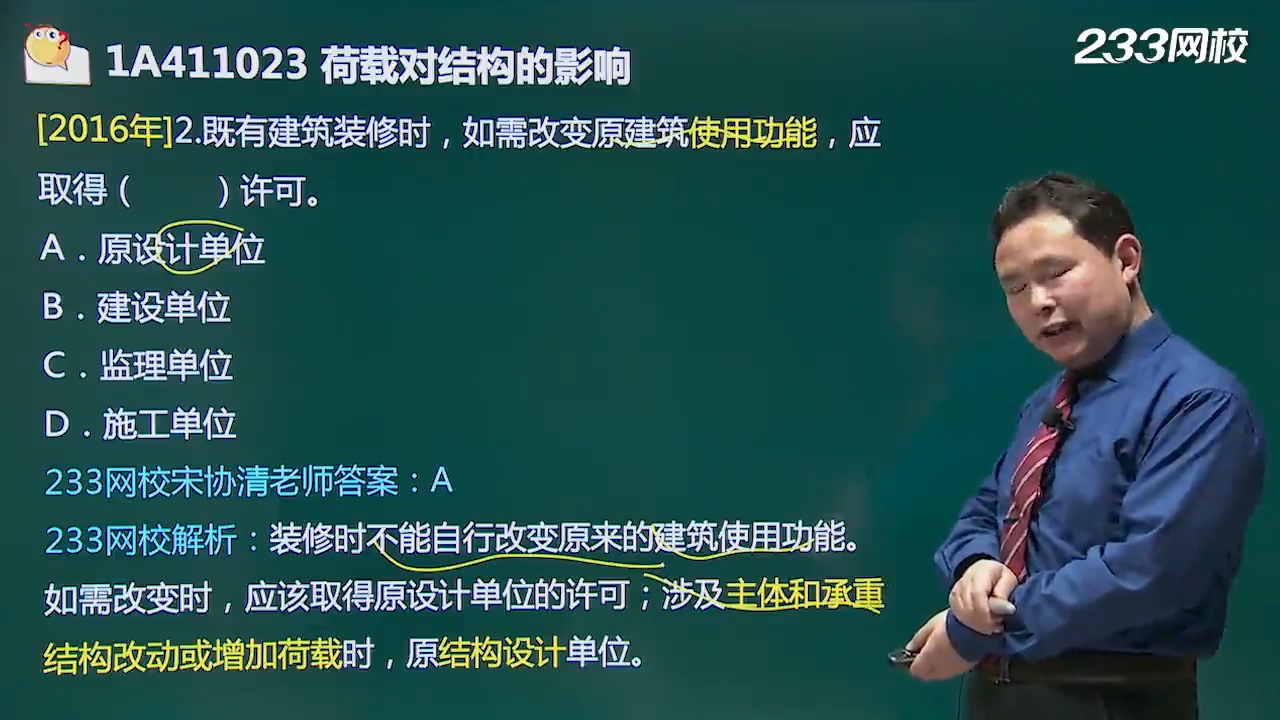 1A411023 荷载对结构的影响
233网校
[2016年]2.既有建筑装修时，如需改变原建筑使用功能，应
取得（　　）许可。
A．原设计单位
B．建设单位
C．监理单位
D．施工单位
233网校宋协清老师答案：A
233网校解析：装修时不能自行改变原来的建筑使用功能。
如需改变时，应该取得原设计单位的许可；涉及主体和承重
结构改动或增加荷载时，原结构设计单位。